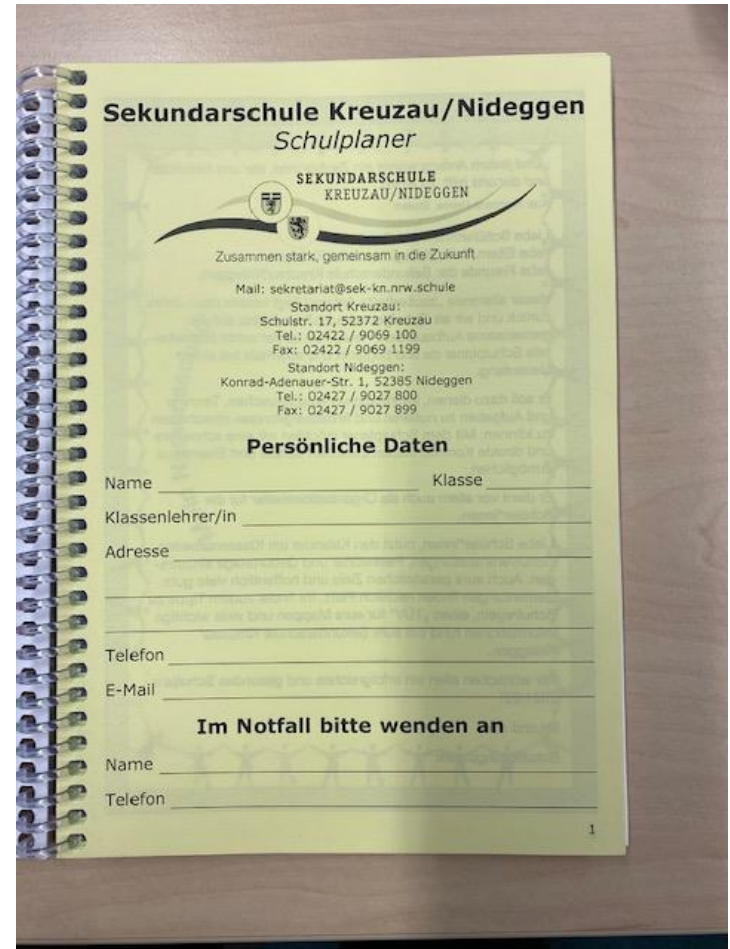 Sekundarschule Kreuzau/Nideggen
Schulplaner
SEKUNDARSCHULE
KREUZAU/NIDEGGEN
Zusammen stark, gemeinsam in die Zukunft
Mail: sekretariat@sek-kn.nrw.schule
Standort Kreuzau:
Schulstr. 17, 52372 Kreuzau
Tel.: 02422 / 9069 100
Fax: 02422 / 9069 1199
Standort Nideggen:
Konrad-Adenauer-Str. 1, 52385 Nideggen
Tel.: 02427 / 9027 800
Fax: 02427 / 9027 899
Persönliche Daten
Name Klasse
Klassenlehrer/in
Adresse
Telefon
E-Mail
Im Notfall bitte wenden an
Name
Telefon
1